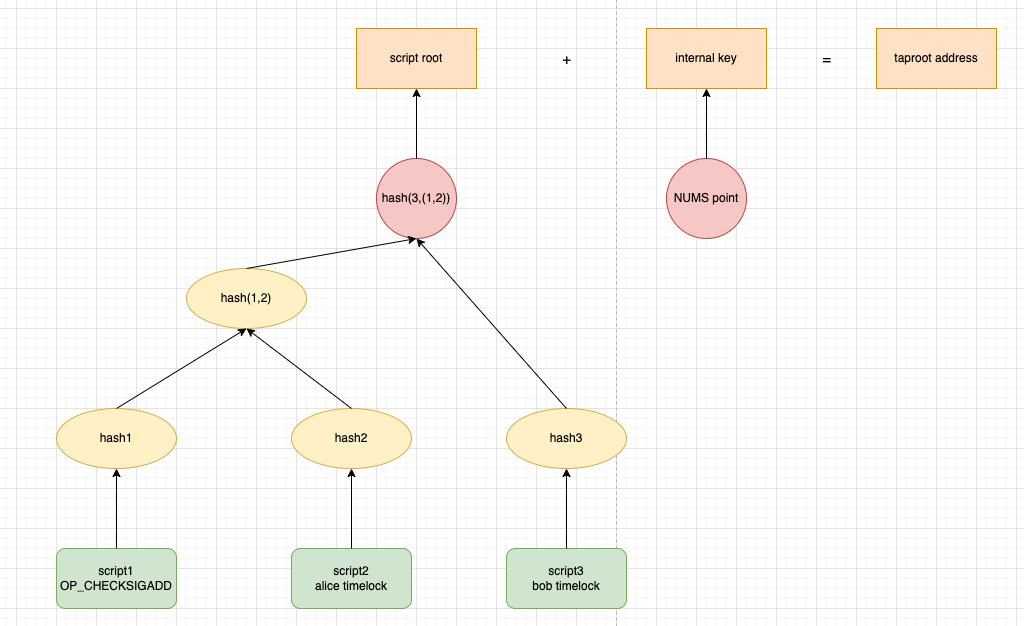 script root
+
internal key
=
taproot address
hash(3,(1,2))
NUMS point
hash(1,2)
hash1
hash2
hash3
script1
OP_CHECKSIGADD
script2
alice timelock
script3
bob timelock